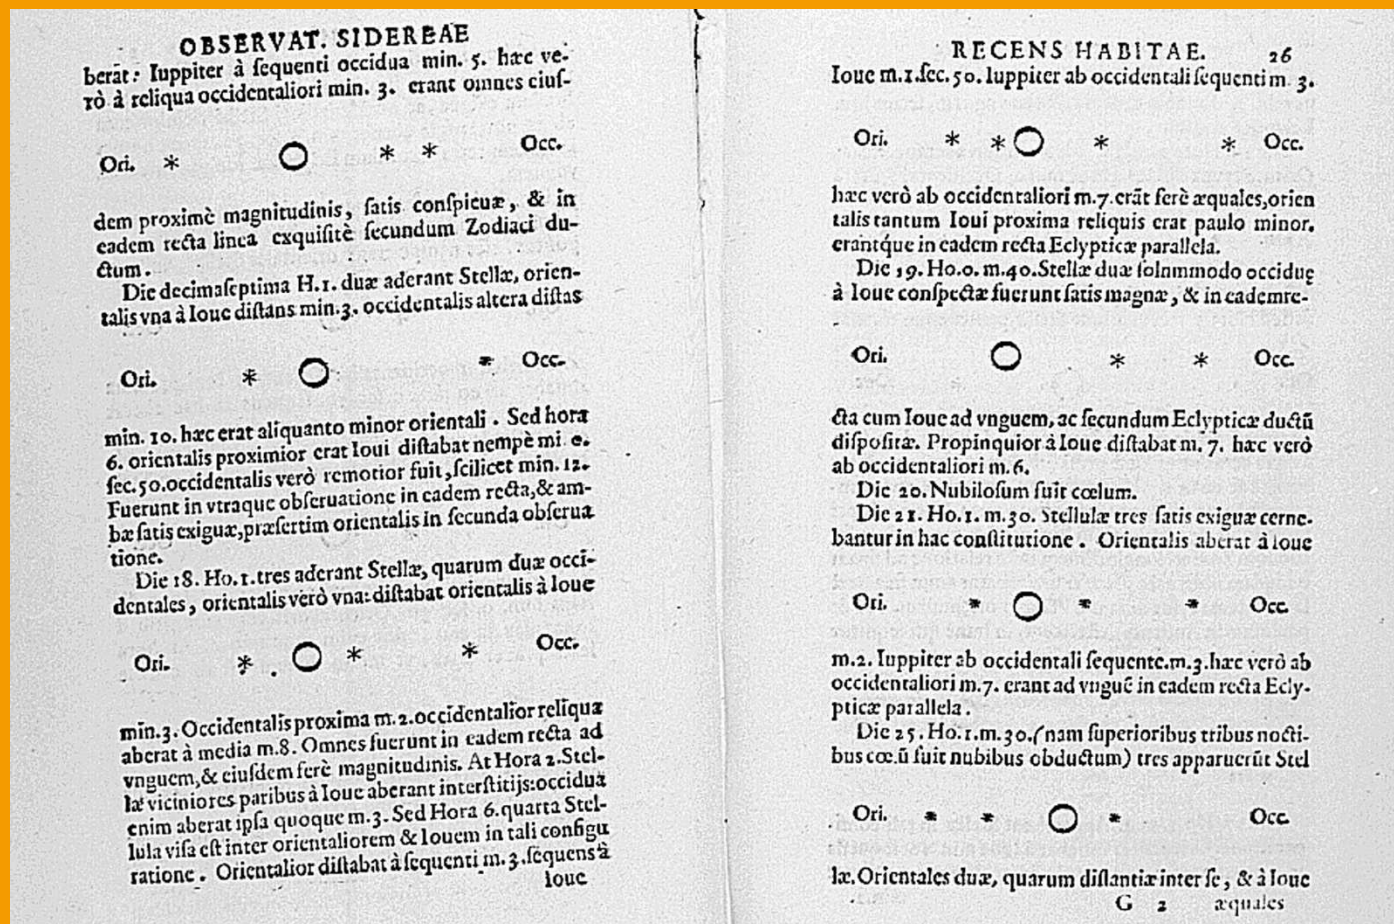 OBSERVAT. SIDEREAE
berāt: Iuppiter à ſequenti occidua min. 5. hæc ve-
rò à reliqua occidentaliori min. 3. erant omnes eiuſ-
Ori. * O * * Occ.
dem proximè magnitudinis, ſatis conſpicuæ, & in
eadem recta linea exquiſitè ſecundum Zodiaci du-
ctum.
Die decimaſeptima H.1. duæ aderant Stellæ, orien-
talis vna à Ioue diſtans min.3. occidentalis altera diſtās
Ori. * O * Occ.
min. 10. hæc erat aliquanto minor orientali. Sed hora
6. orientalis proximior erat Ioui diſtabat nempè mi. 0.
ſec. 50. occidentalis verò remotior fuit, ſcilicet min. 12.
Fuerunt in vtraque obſeruatione in eadem recta, & am-
bæ ſatis exiguæ, præſertim orientalis in ſecunda obſerua
tione.
Die 18. Ho.1. tres aderant Stellæ, quarum duæ occi-
dentales, orientalis verò vna: diſtabat orientalis à Ioue
Ori. * O * * Occ.
min.3. Occidentalis proxima m.2. occidentalior reliqua
aberat à media m.8. Omnes fuerunt in eadem recta ad
vnguem, & eiuſdem ferè magnitudinis. At Hora 2. Stel-
læ viciniores paribus à Ioue aberant interſtitijs: occidua
enim aberat ipſa quoque m.3. Sed Hora 6. quarta Stel-
lula viſa eſt inter orientaliorem & Iouem in tali configu
ratione. Orientalior diſtabat à ſequenti m. 3. ſequens à
Ioue
RECENS HABITAE. 26
Ioue m.1. ſec. 50. Iuppiter ab occidentali ſequenti m. 3.
Ori. * * O * * Occ.
hæc verò ab occidentaliori m.7. erāt ferè æquales, orien
talis tantum Ioui proxima reliquis erat paulo minor,
erantq́ue in eadem recta Eclypticæ parallela.
Die 19. Ho.0. m.40. Stellæ duæ ſolummodo occiduę
à Ioue conſpectæ fuerunt ſatis magnæ, & in eadem re-
Ori. O * * Occ.
cta cum Ioue ad vnguem, ac ſecundum Eclypticæ ductū
diſpoſitæ. Propinquior à Ioue diſtabat m. 7. hæc verò
ab occidentaliori m.6.
Die 20. Nubiloſum fuit cœlum.
Die 21. Ho.1. m.30. Stellulæ tres ſatis exiguæ cerne-
bantur in hac conſtitutione. Orientalis aberat à Ioue
Ori. * O * * Occ.
m.2. Iuppiter ab occidentali ſequente. m.3. hæc verò ab
occidentaliori m.7. erant ad vnguē in eadem recta Ecly-
pticæ parallela.
Die 25. Ho.1. m.30. (nam ſuperioribus tribus nocti-
bus cœ.ū fuit nubibus obductum) tres apparuerūt Stel
Ori. * * O * Occ.
læ. Orientales duæ, quarum diſtantiæ inter ſe, & à Ioue
G 2 æquales